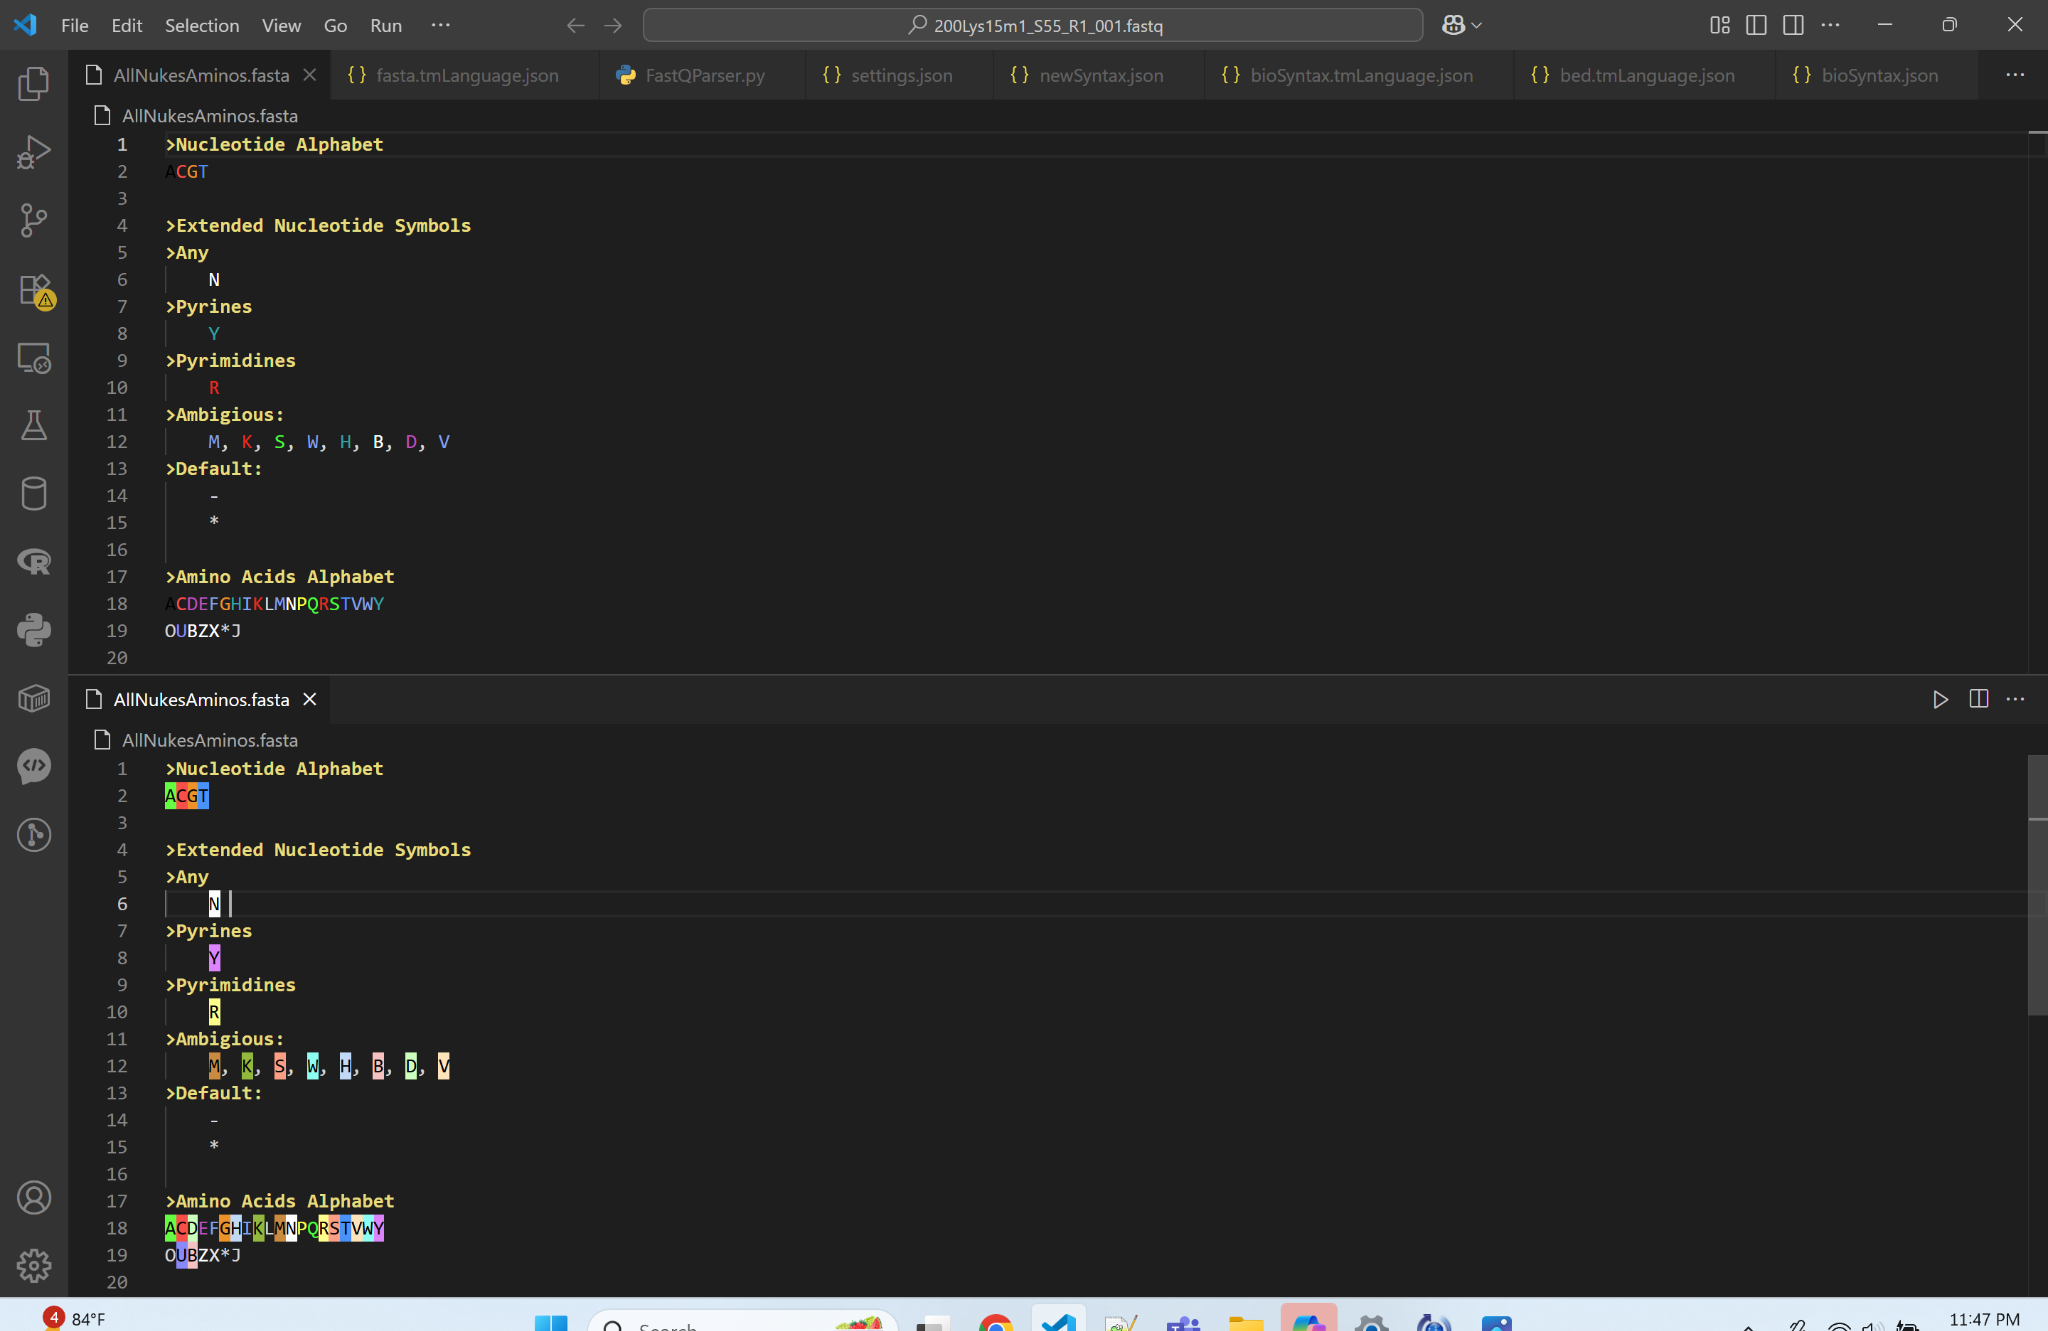 File Edit Selection View Go Run ···
200Lys15m1_S55_R1_001.fastq
AllNukesAminos.fasta {} fasta.tmLanguage.json FastQParser.py {} settings.json {} newSyntax.json {} bioSyntax.tmLanguage.json {} bed.tmLanguage.json {} bioSyntax.json ···
AllNukesAminos.fasta
1 >Nucleotide Alphabet
2 ACGT
3
4 >Extended Nucleotide Symbols
5 >Any
6 N
7 >Pyrines
8 Y
9 >Pyrimidines
10 R
11 >Ambigious:
12 M, K, S, W, H, B, D, V
13 >Default:
14 -
15 *
16
17 >Amino Acids Alphabet
18 ACDEFGHIKLMNPQRSTVWY
19 OUBZX*J
20
AllNukesAminos.fasta
AllNukesAminos.fasta
1 >Nucleotide Alphabet
2 ACGT
3
4 >Extended Nucleotide Symbols
5 >Any
6 N
7 >Pyrines
8 Y
9 >Pyrimidines
10 R
11 >Ambigious:
12 M, K, S, W, H, B, D, V
13 >Default:
14 -
15 *
16
17 >Amino Acids Alphabet
18 ACDEFGHIKLMNPQRSTVWY
19 OUBZX*J
20
4 84°F
Search
11:47 PM